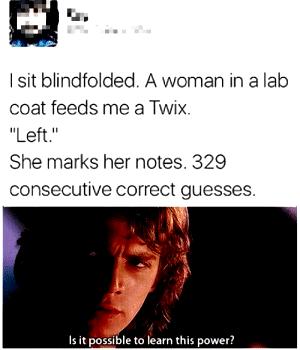 I sit blindfolded. A woman in a lab
coat feeds me a Twix.
"Left."
She marks her notes. 329
consecutive correct guesses.
Is it possible to learn this power?